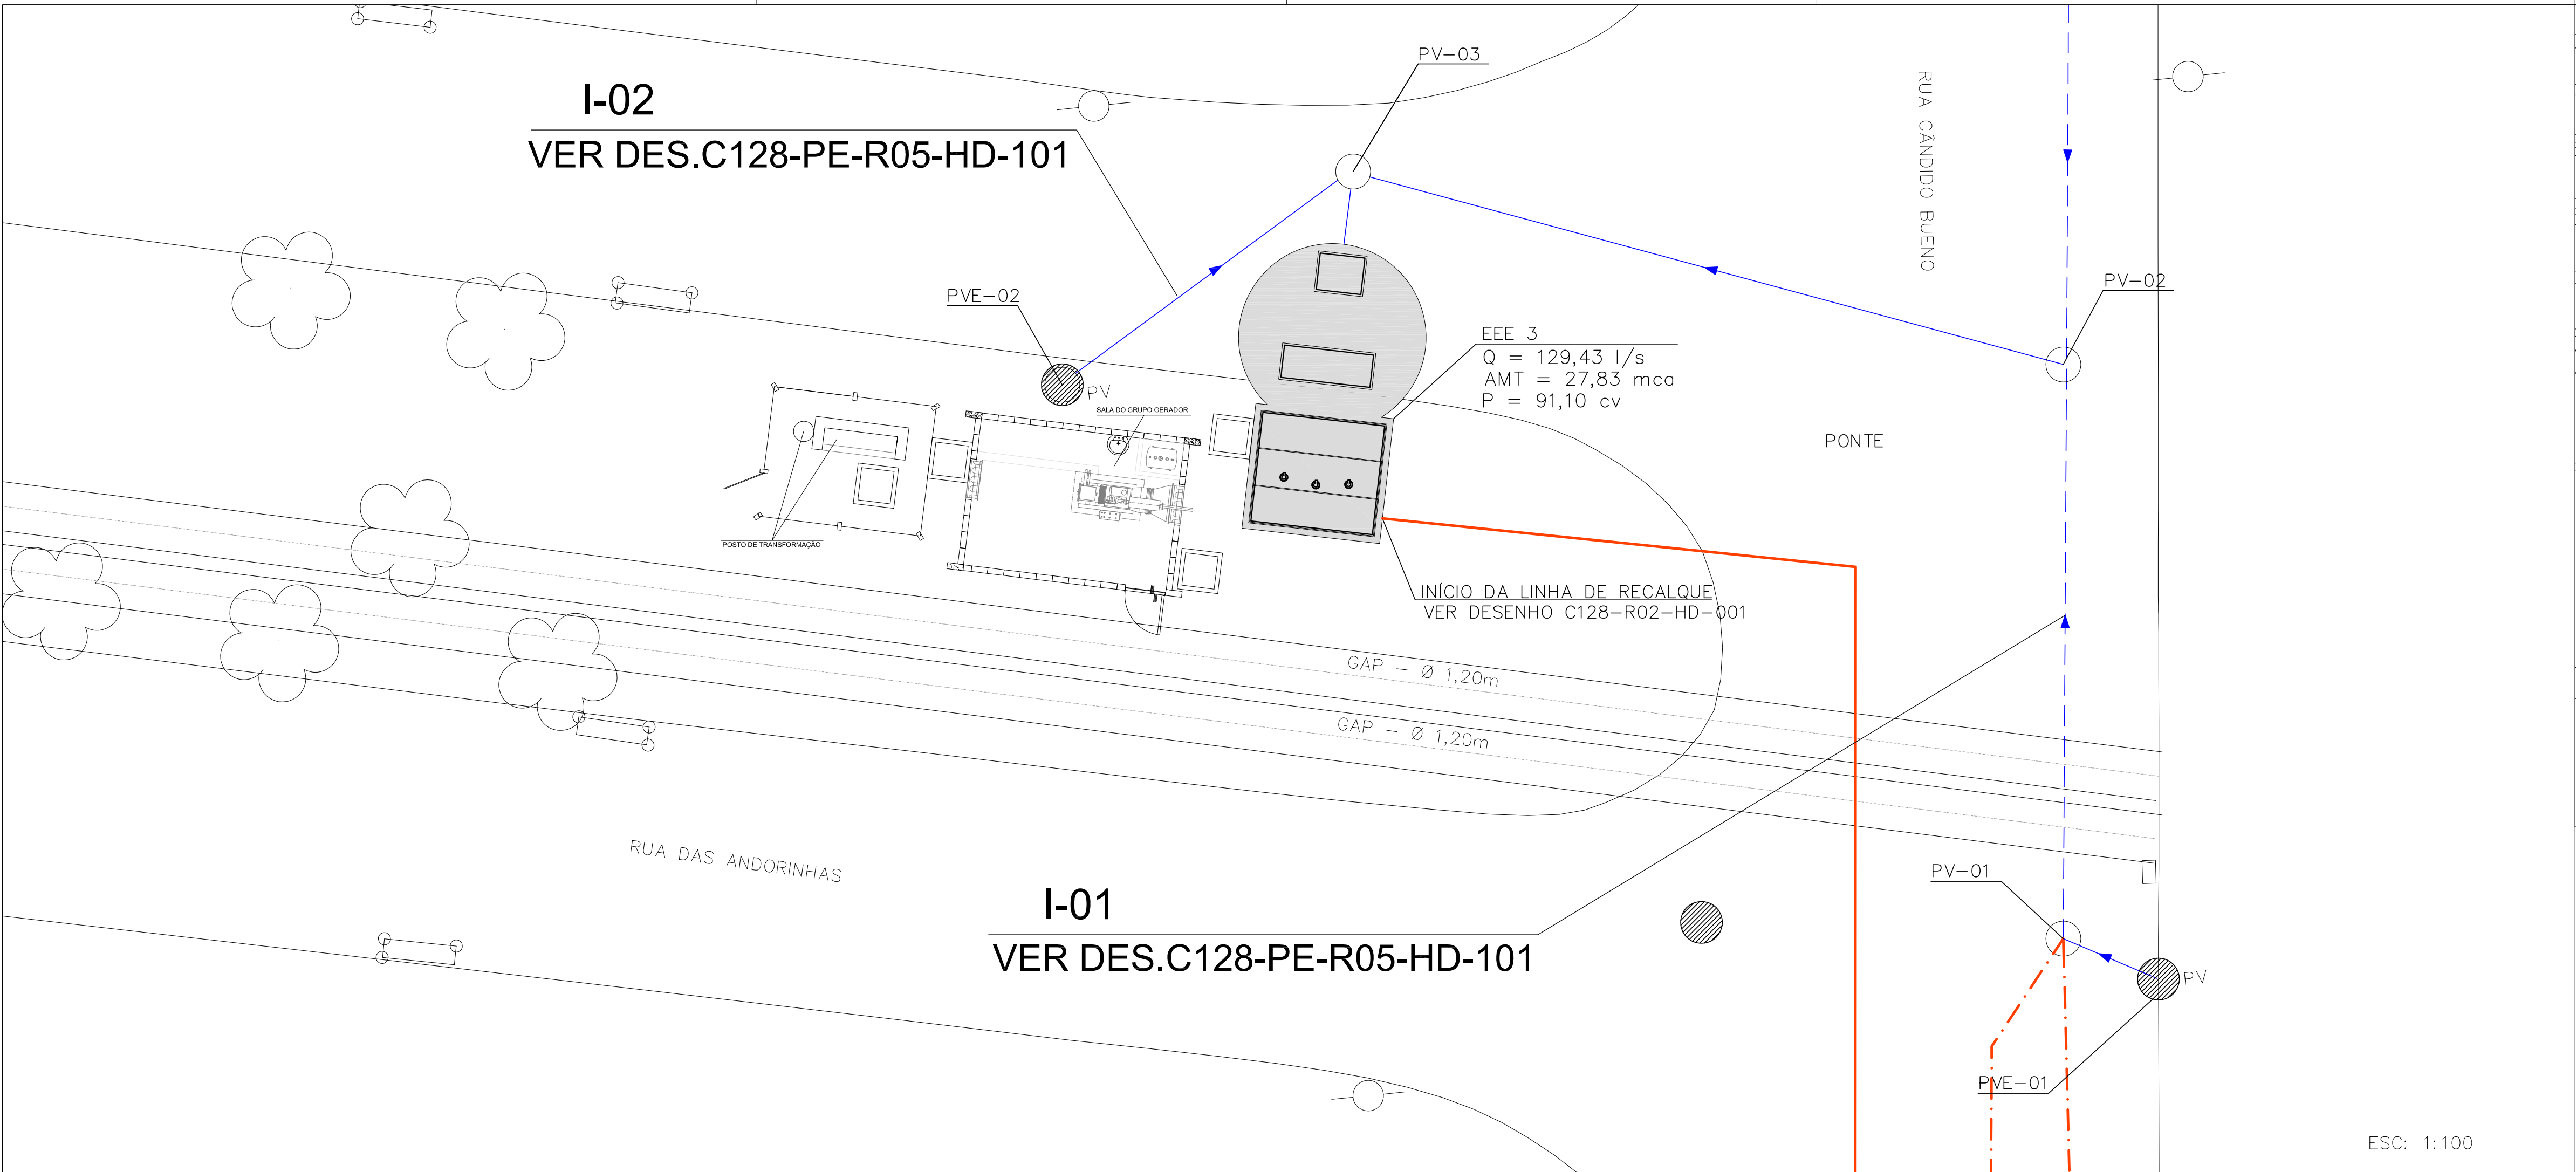 PV-03
I-02
VER DES.C128-PE-R05-HD-101
RUA CÂNDIDO BUENO
PVE-02
PV
PV-02
EEE 3
Q = 129,43 l/s
AMT = 27,83 mca
P = 91,10 cv
SALA DO GRUPO GERADOR
PONTE
POSTO DE TRANSFORMAÇÃO
INÍCIO DA LINHA DE RECALQUE
VER DESENHO C128-R02-HD-001
GAP - Ø 1,20m
GAP - Ø 1,20m
RUA DAS ANDORINHAS
I-01
VER DES.C128-PE-R05-HD-101
PV-01
PV
PVE-01
ESC: 1:100